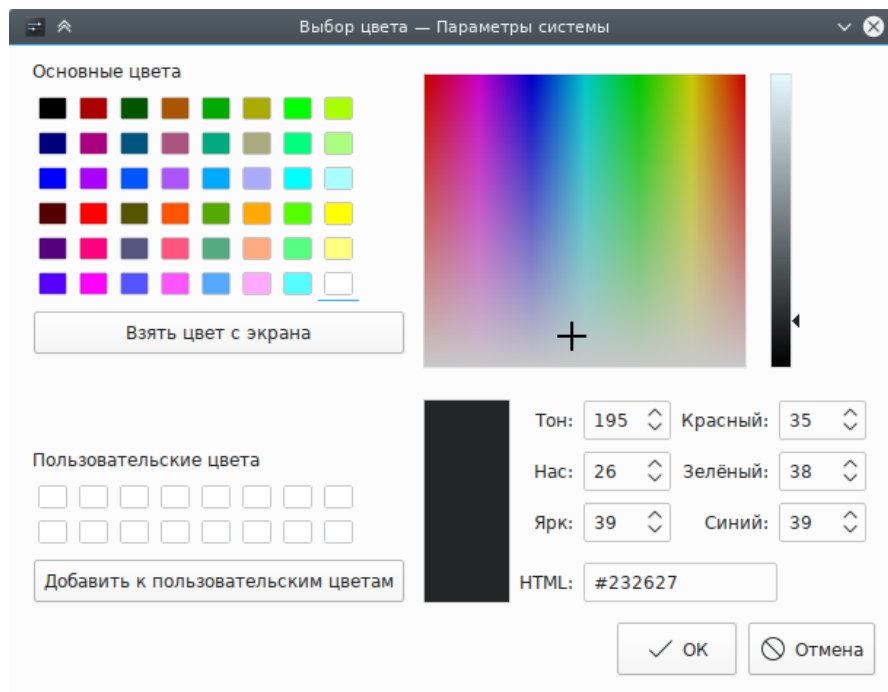 Выбор цвета — Параметры системы
Основные цвета
Взять цвет с экрана
Пользовательские цвета
Добавить к пользовательским цветам
Тон: 195 Красный: 35
Нас: 26 Зелёный: 38
Ярк: 39 Синий: 39
HTML: #232627
OK Отмена